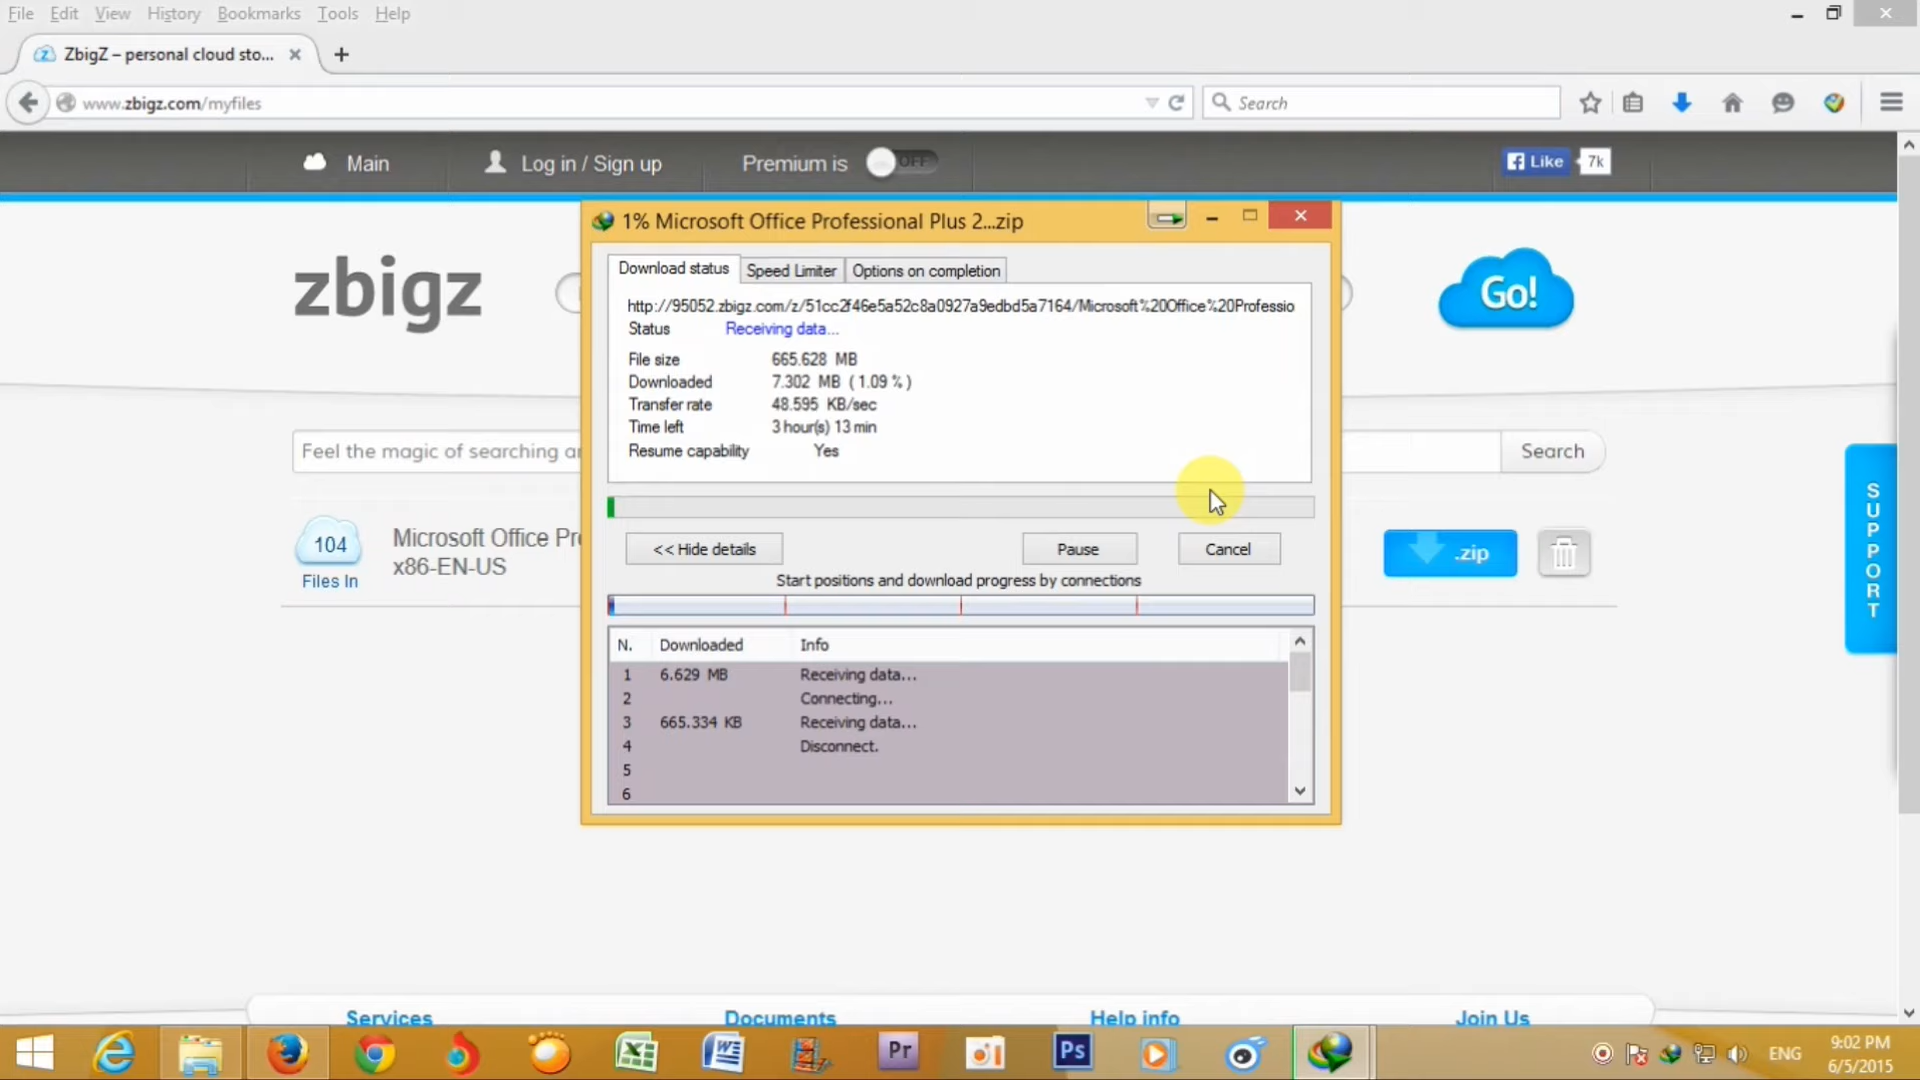 File Edit View History Bookmarks Tools Help
ZbigZ – personal cloud sto...
www.zbigz.com/myfiles
Search
Main
Log in / Sign up
Premium is
OFF
Like
7k
1% Microsoft Office Professional Plus 2...zip
zbigz
Go!
Download status
Speed Limiter
Options on completion
http://95052.zbigz.com/z/51cc2f46e5a52c8a0927a9edbd5a7164/Microsoft%20Office%20Professio
Status Receiving data...
File size 665.628 MB
Downloaded 7.302 MB ( 1.09 % )
Transfer rate 48.595 KB/sec
Time left 3 hour(s) 13 min
Resume capability Yes
Feel the magic of searching an
Search
SUPPORT
104
Files In
Microsoft Office Pro
x86-EN-US
.zip
<< Hide details
Pause
Cancel
Start positions and download progress by connections
N. Downloaded Info
1 6.629 MB Receiving data...
2 Connecting...
3 665.334 KB Receiving data...
4 Disconnect.
5
6
Services
Documents
Help info
Join Us
Pr
Ps
ENG
9:02 PM
6/5/2015